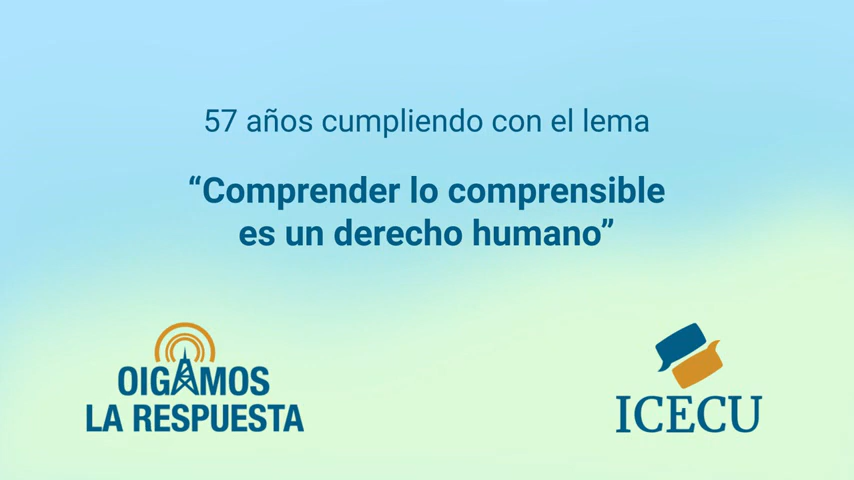 57 años cumpliendo con el lema
“Comprender lo comprensible
es un derecho humano”
OIGAMOS
LA RESPUESTA
ICECU